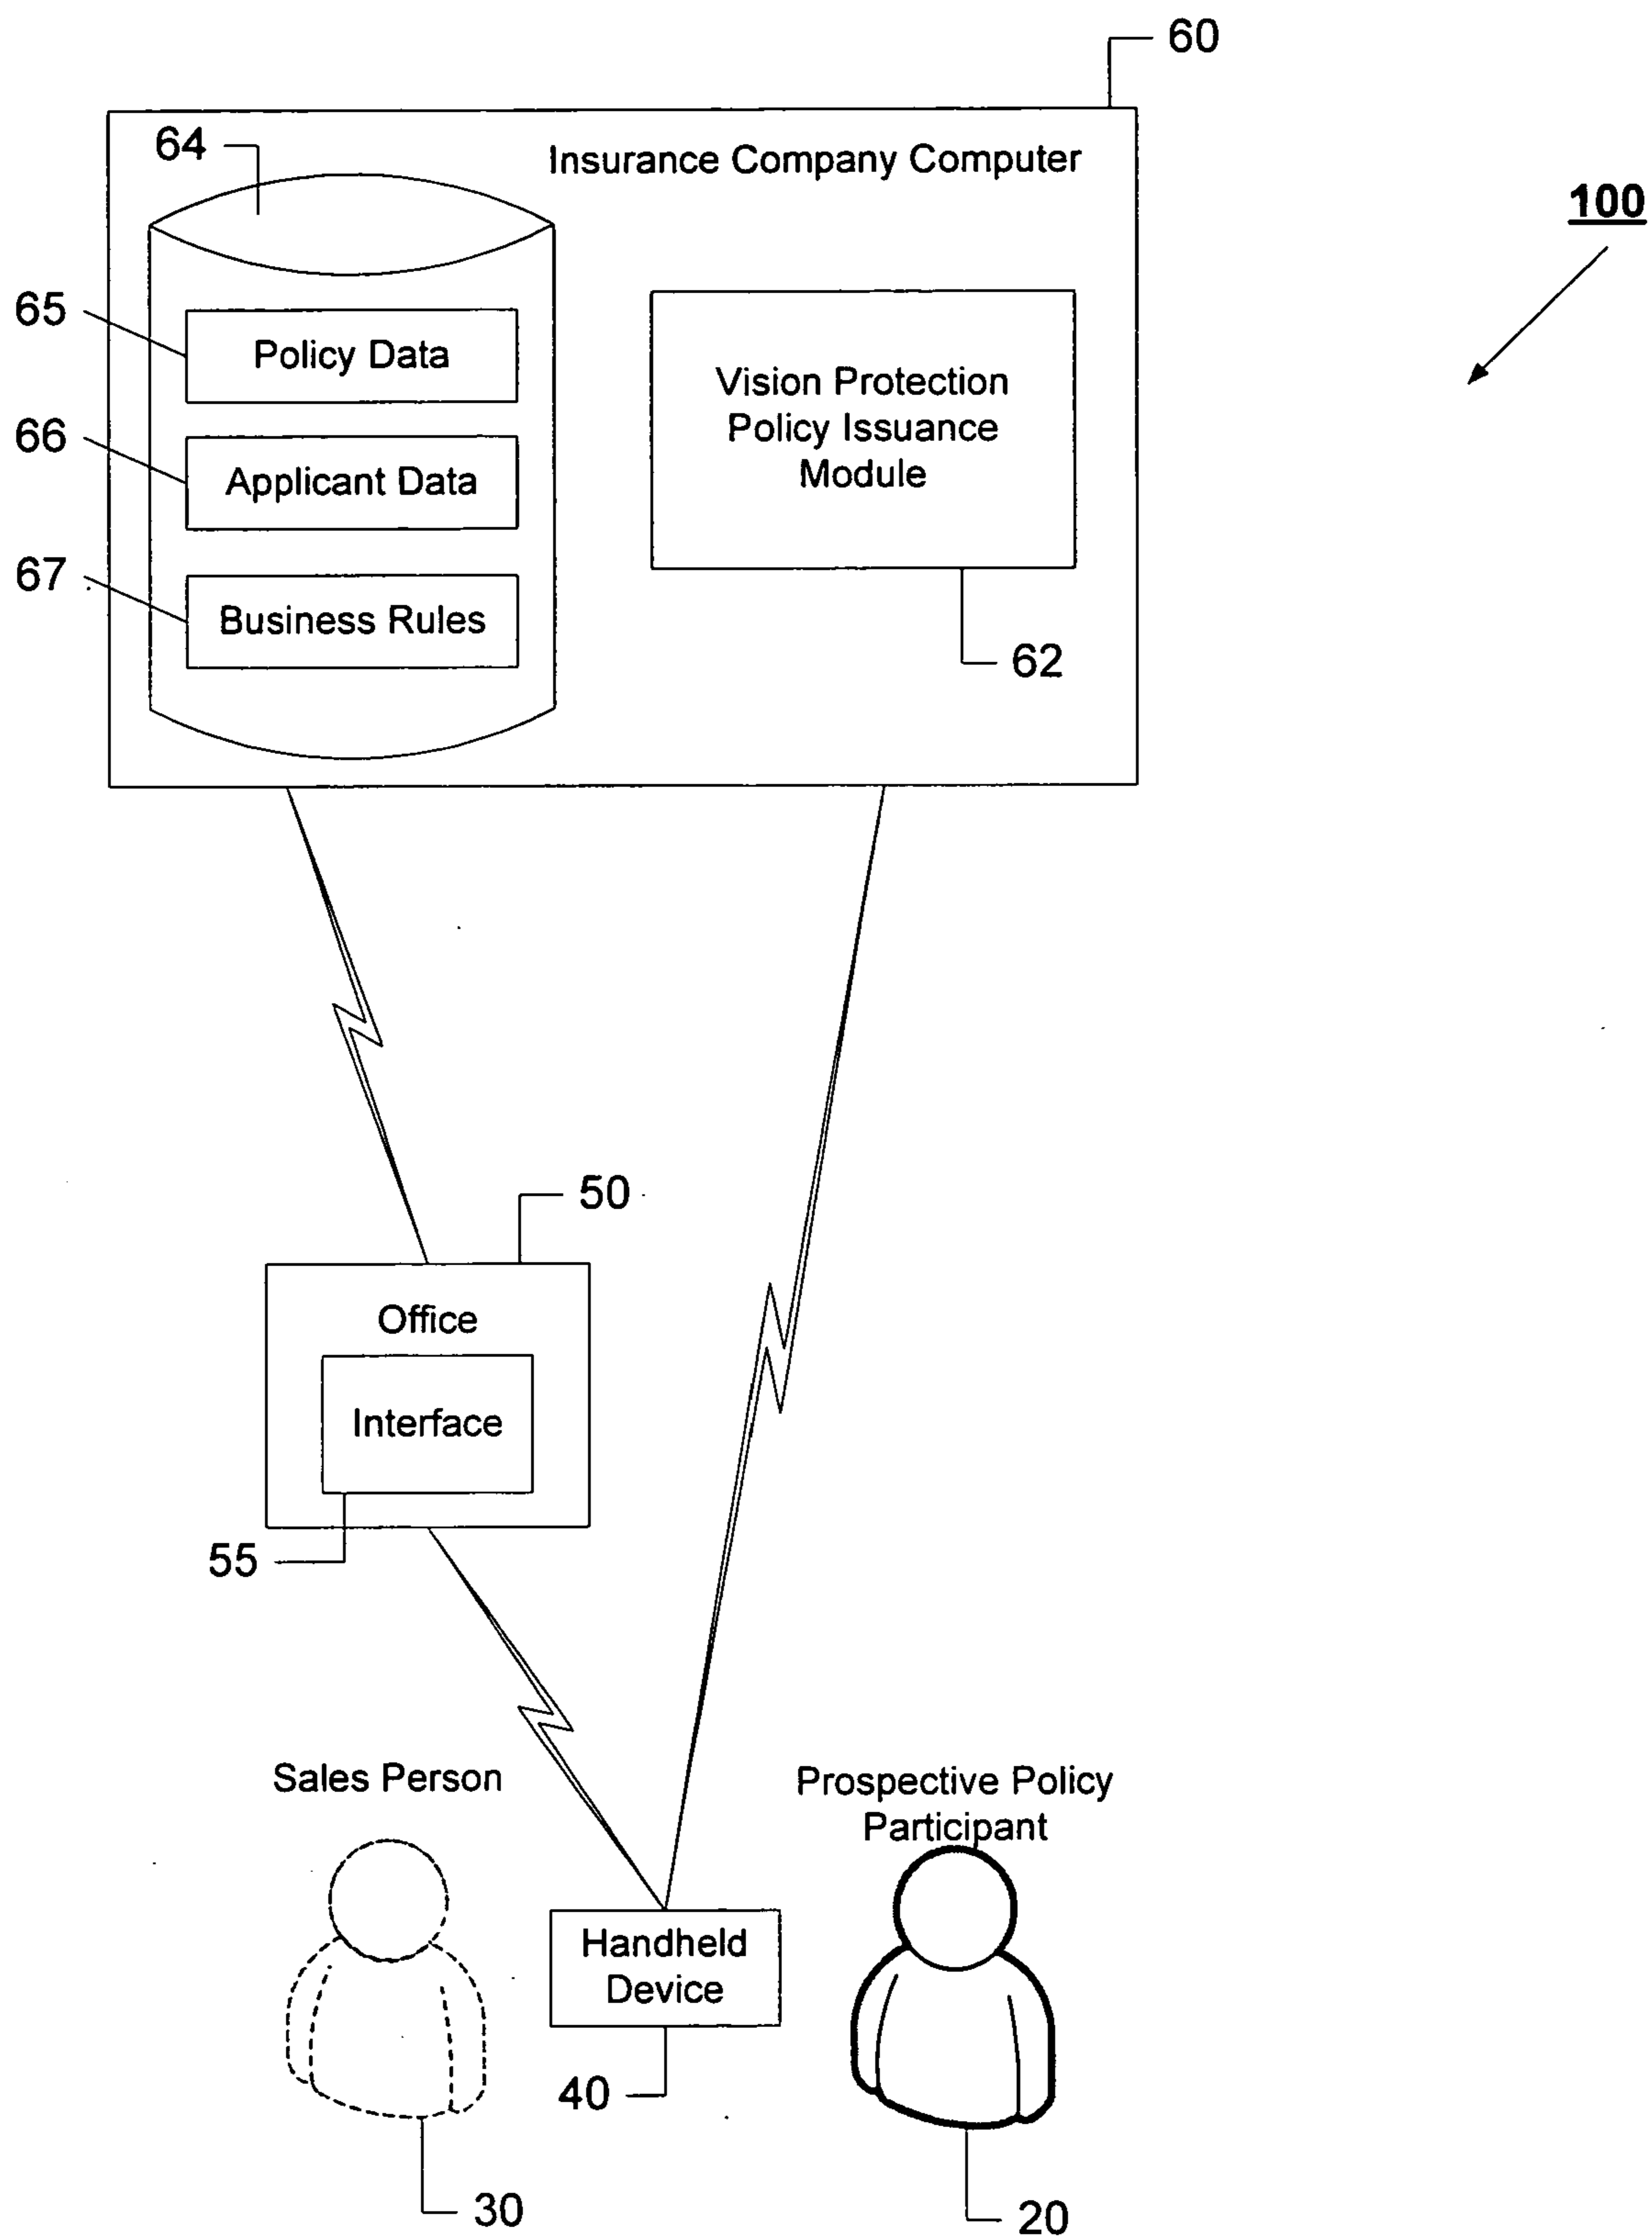 60
64
Insurance Company Computer
100
65
Policy Data
Vision Protection
Policy Issuance
Module
66
Applicant Data
67
Business Rules
62
50
Office
Interface
55
Sales Person
Prospective Policy
Participant
Handheld
Device
40
30
20